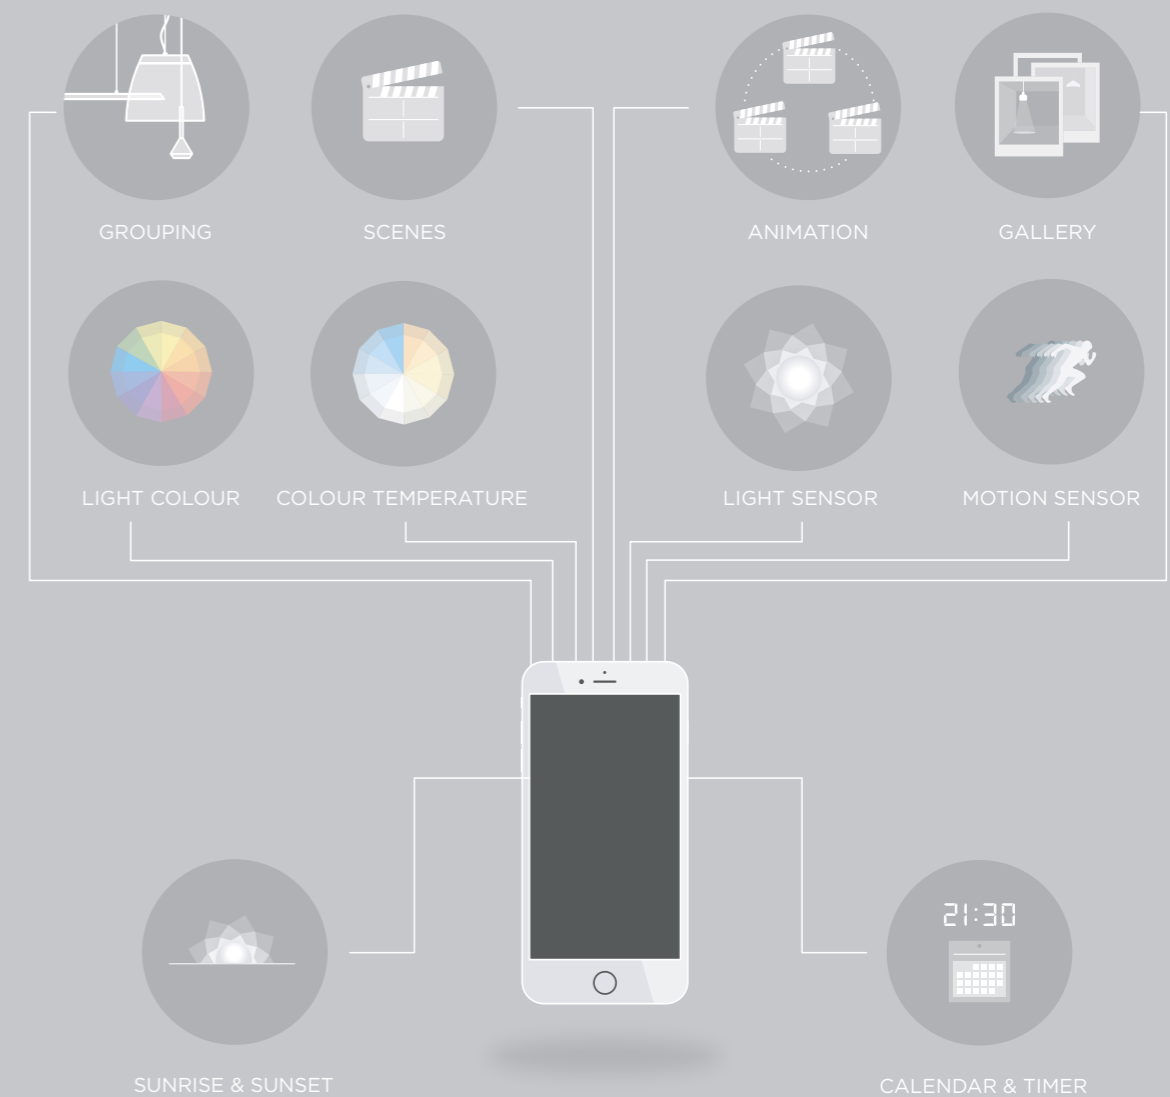 GROUPING
SCENES
ANIMATION
GALLERY
LIGHT COLOUR
COLOUR TEMPERATURE
LIGHT SENSOR
MOTION SENSOR
21:30
SUNRISE & SUNSET
CALENDAR & TIMER